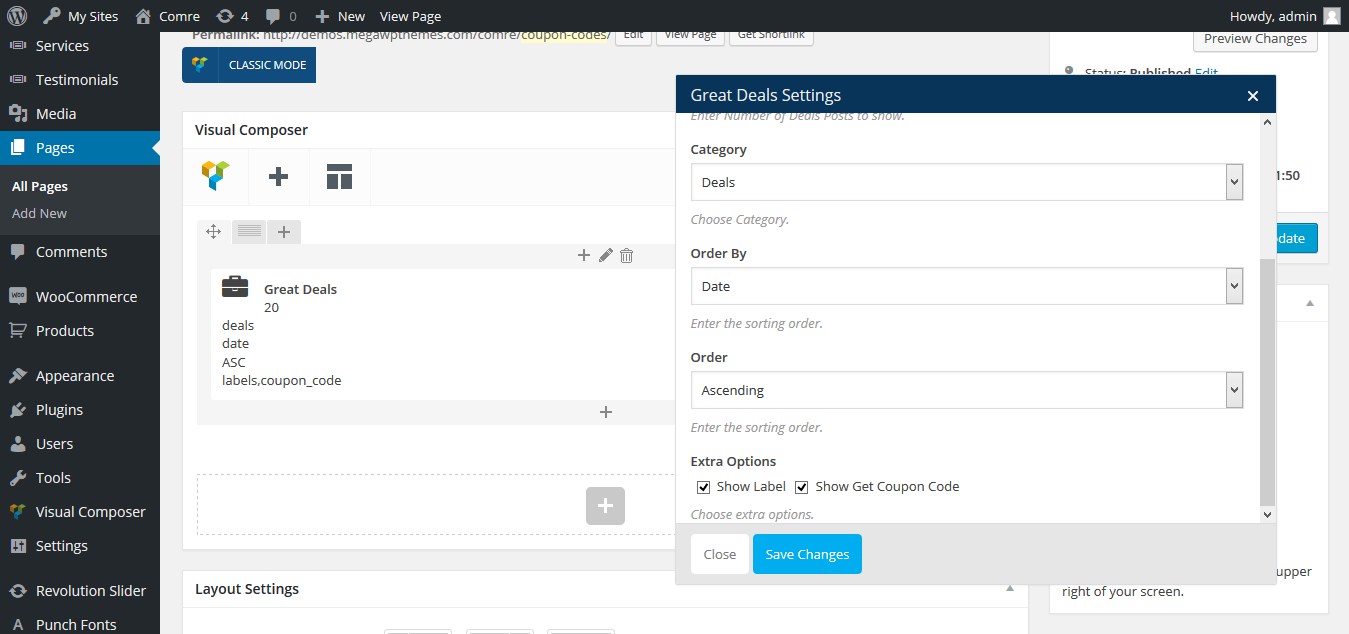 My Sites
Comre
4
0
New
View Page
Howdy, admin
Services
Testimonials
Media
Pages
All Pages
Add New
Comments
WooCommerce
Products
Appearance
Plugins
Users
Tools
Visual Composer
Settings
Revolution Slider
Punch Fonts
Permalink: http://demos.megawpthemes.com/comre/coupon-codes/
Edit
View Page
Get Shortlink
CLASSIC MODE
Visual Composer
Great Deals
20
deals
date
ASC
labels,coupon_code
Layout Settings
Great Deals Settings
Enter Number of Deals Posts to show.
Category
Deals
Choose Category.
Order By
Date
Enter the sorting order.
Order
Ascending
Enter the sorting order.
Extra Options
Show Label
Show Get Coupon Code
Choose extra options.
Close
Save Changes
Preview Changes
Status: Published Edit
1:50
date
upper
right of your screen.